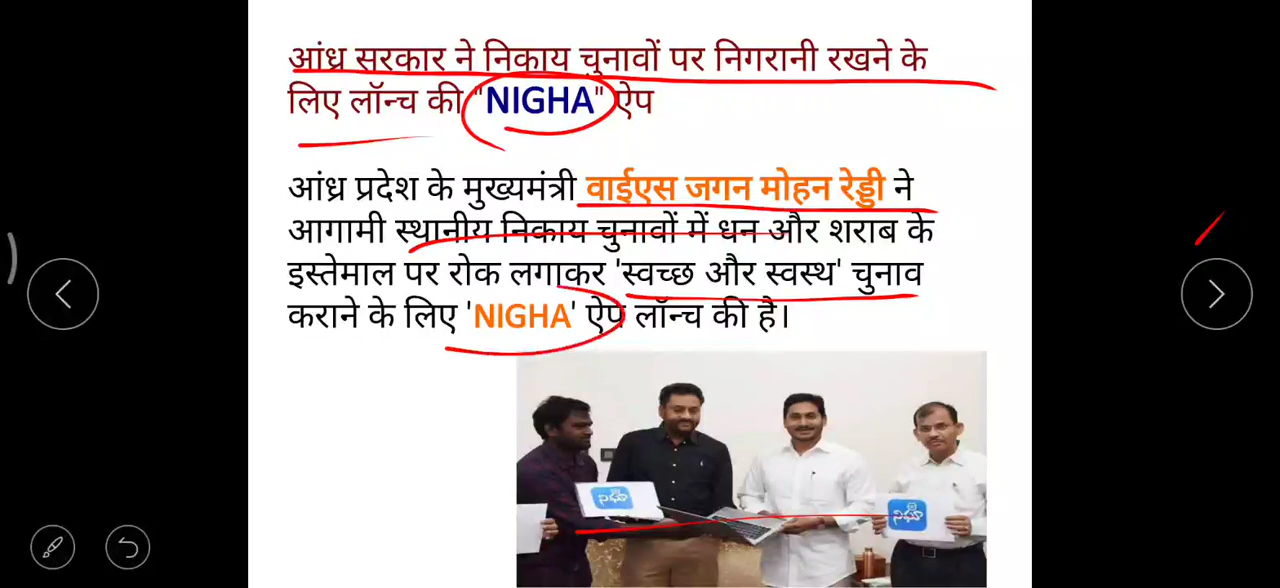 आंध्र सरकार ने निकाय चुनावों पर निगरानी रखने के
लिए लॉन्च की "NIGHA" ऐप
आंध्र प्रदेश के मुख्यमंत्री वाईएस जगन मोहन रेड्डी ने
आगामी स्थानीय निकाय चुनावों में धन और शराब के
इस्तेमाल पर रोक लगाकर 'स्वच्छ और स्वस्थ' चुनाव
कराने के लिए 'NIGHA' ऐप लॉन्च की है।
నిఘా
నిఘా